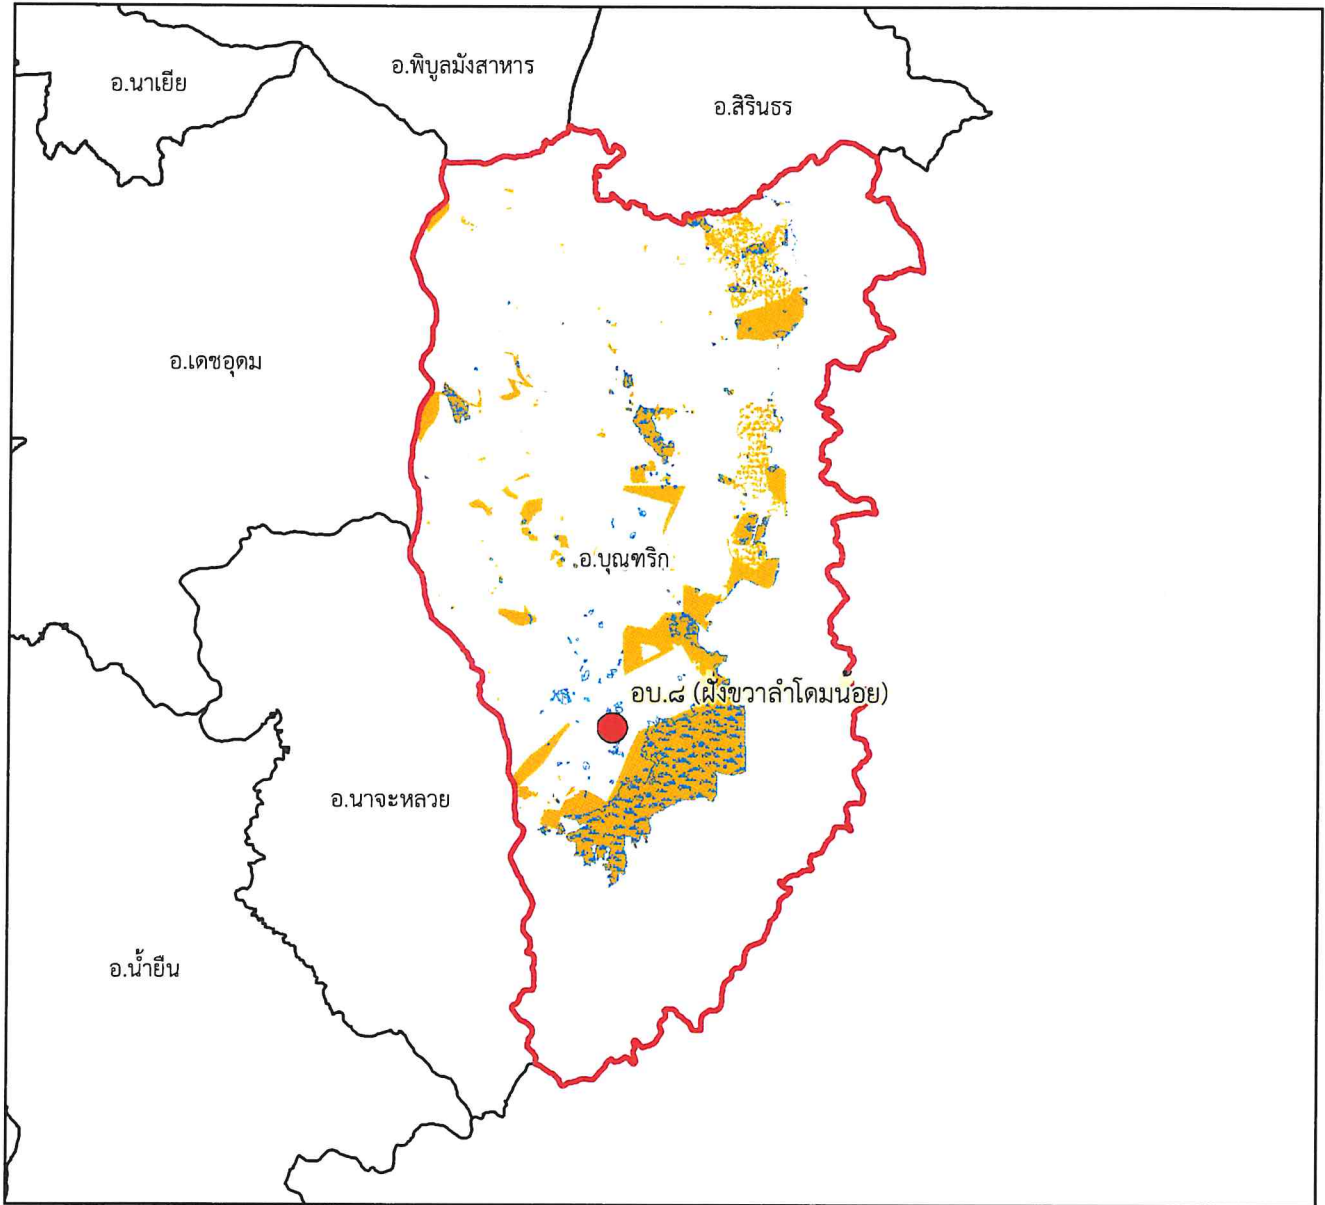 อ.พิบูลมังสาหาร
อ.นาเยีย
อ.สิรินธร
อ.เดชอุดม
อ.บุณฑริก
อบ.๘ (ฝั่งขวาลำโดมน้อย)
อ.นาจะหลวย
อ.น้ำยืน